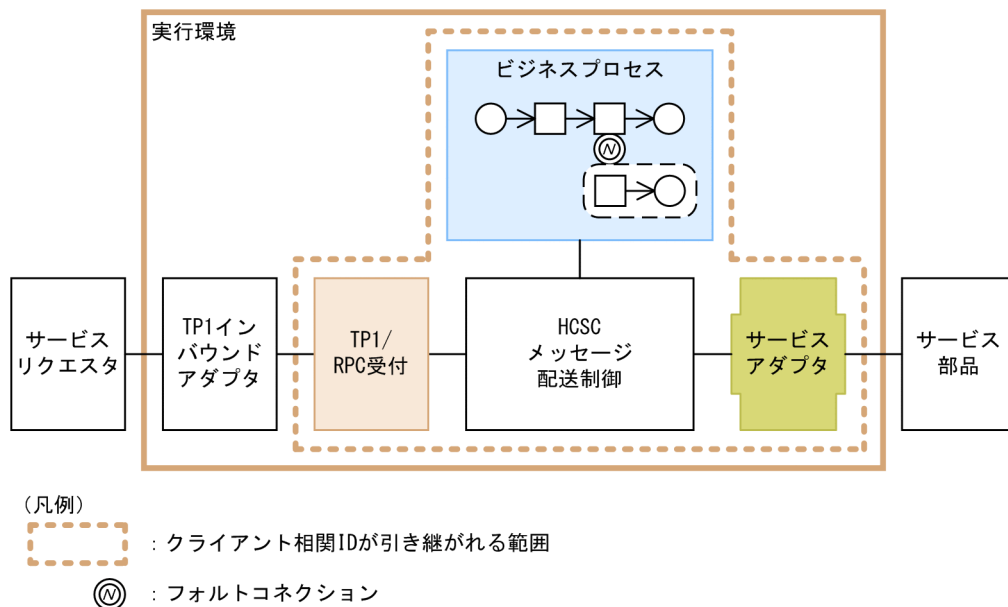 実行環境
ビジネスプロセス
N
サービス
リクエスタ
TP1イン
バウンド
アダプタ
TP1/
RPC受付
HCSC
メッセージ
配送制御
サービス
アダプタ
サービス
部品
(凡例)
：クライアント相関IDが引き継がれる範囲
N
：フォルトコネクション